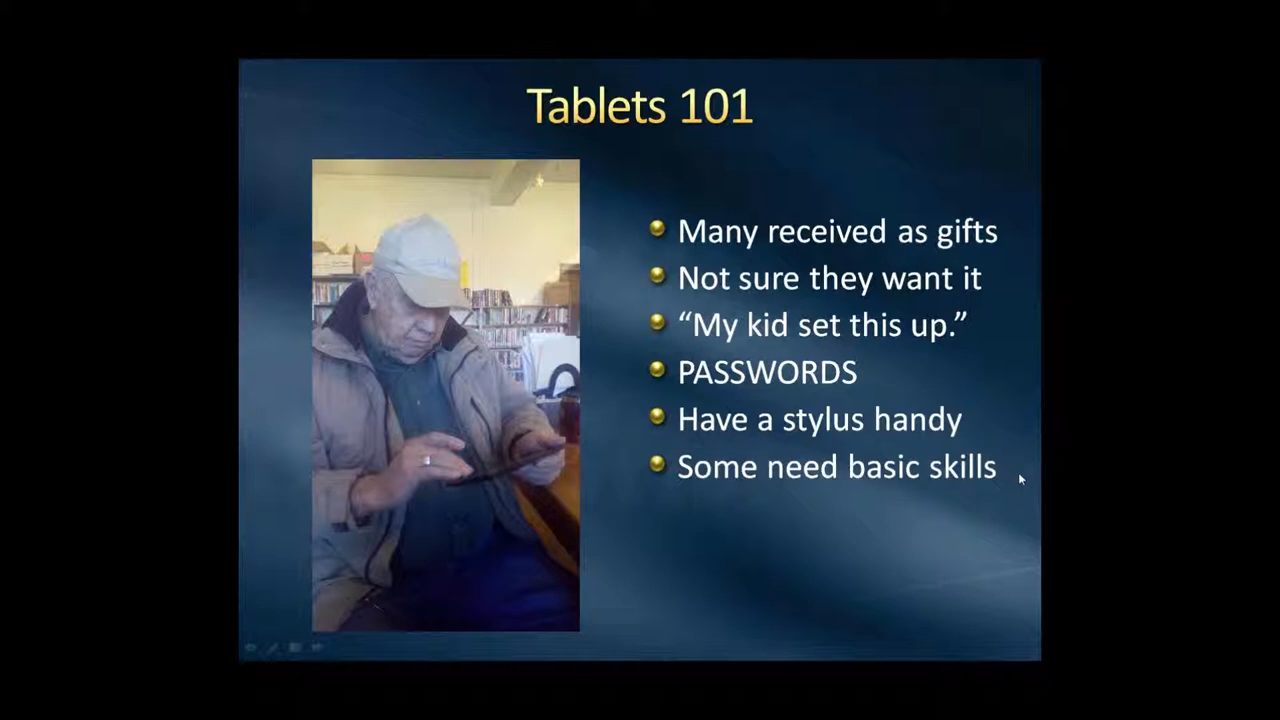 Tablets 101
Many received as gifts
Not sure they want it
“My kid set this up.”
PASSWORDS
Have a stylus handy
Some need basic skills